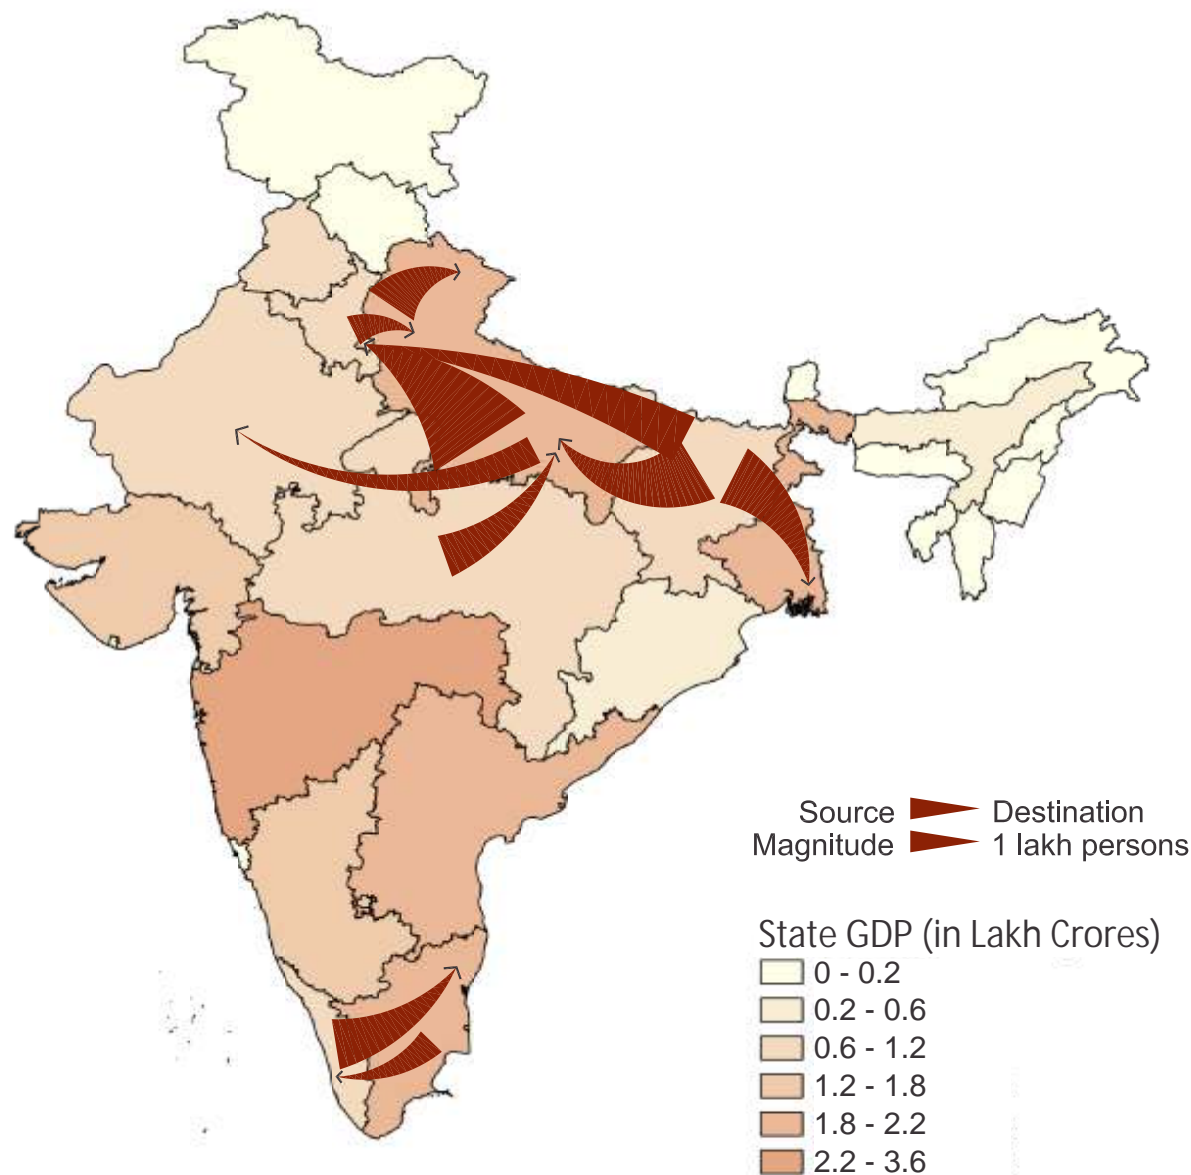 Source Destination
Magnitude 1 lakh persons
State GDP (in Lakh Crores)
0 - 0.2
0.2 - 0.6
0.6 - 1.2
1.2 - 1.8
1.8 - 2.2
2.2 - 3.6